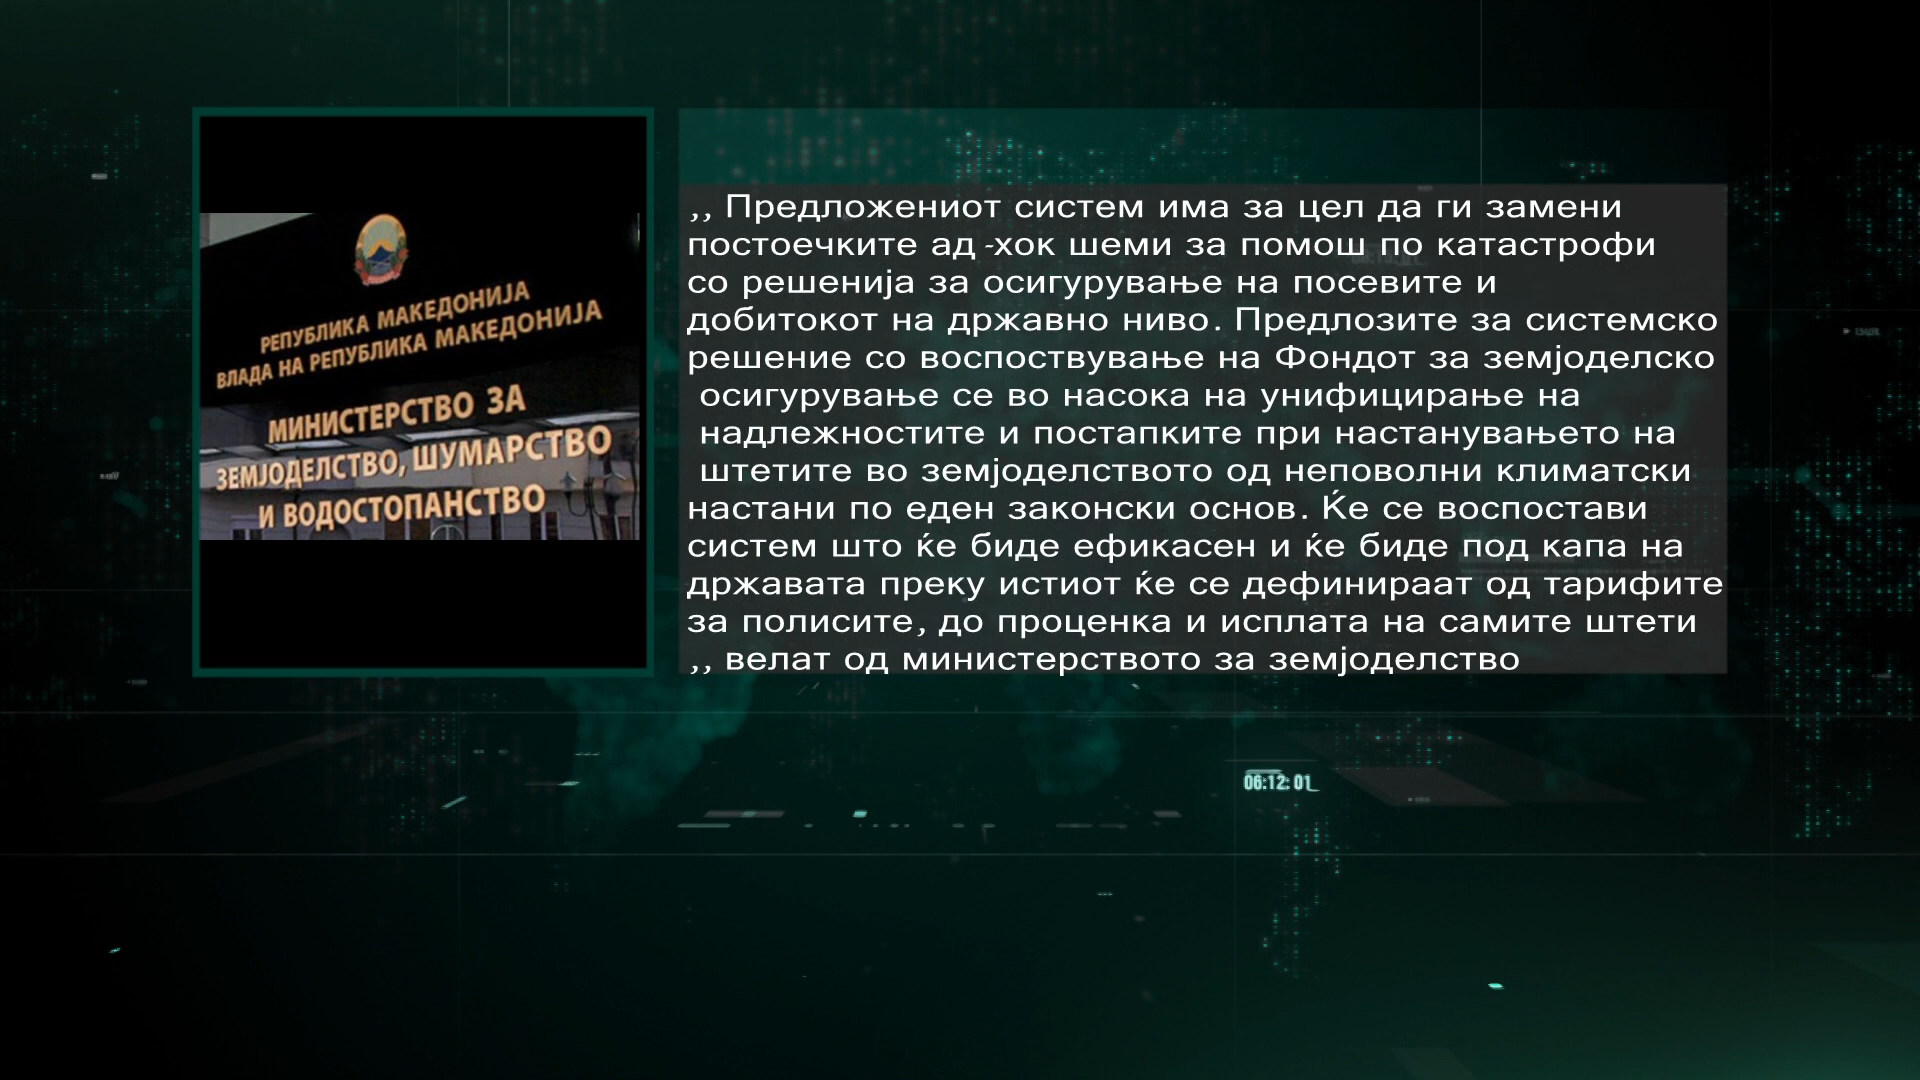 РЕПУБЛИКА МАКЕДОНИЈА
ВЛАДА НА РЕПУБЛИКА МАКЕДОНИЈА
МИНИСТЕРСТВО ЗА
ЗЕМЈОДЕЛСТВО, ШУМАРСТВО
И ВОДОСТОПАНСТВО
,, Предложениот систем има за цел да ги замени
постоечките ад -хок шеми за помош по катастрофи
со решенија за осигурување на посевите и
добитокот на државно ниво. Предлозите за системско
решение со воспоствување на Фондот за земјоделско
осигурување се во насока на унифицирање на
надлежностите и постапките при настанувањето на
штетите во земјоделството од неповолни климатски
настани по еден законски основ. Ќе се воспостави
систем што ќе биде ефикасен и ќе биде под капа на
државата преку истиот ќе се дефинираат од тарифите
за полисите, до проценка и исплата на самите штети
,, велат од министерството за земјоделство
06:12:01